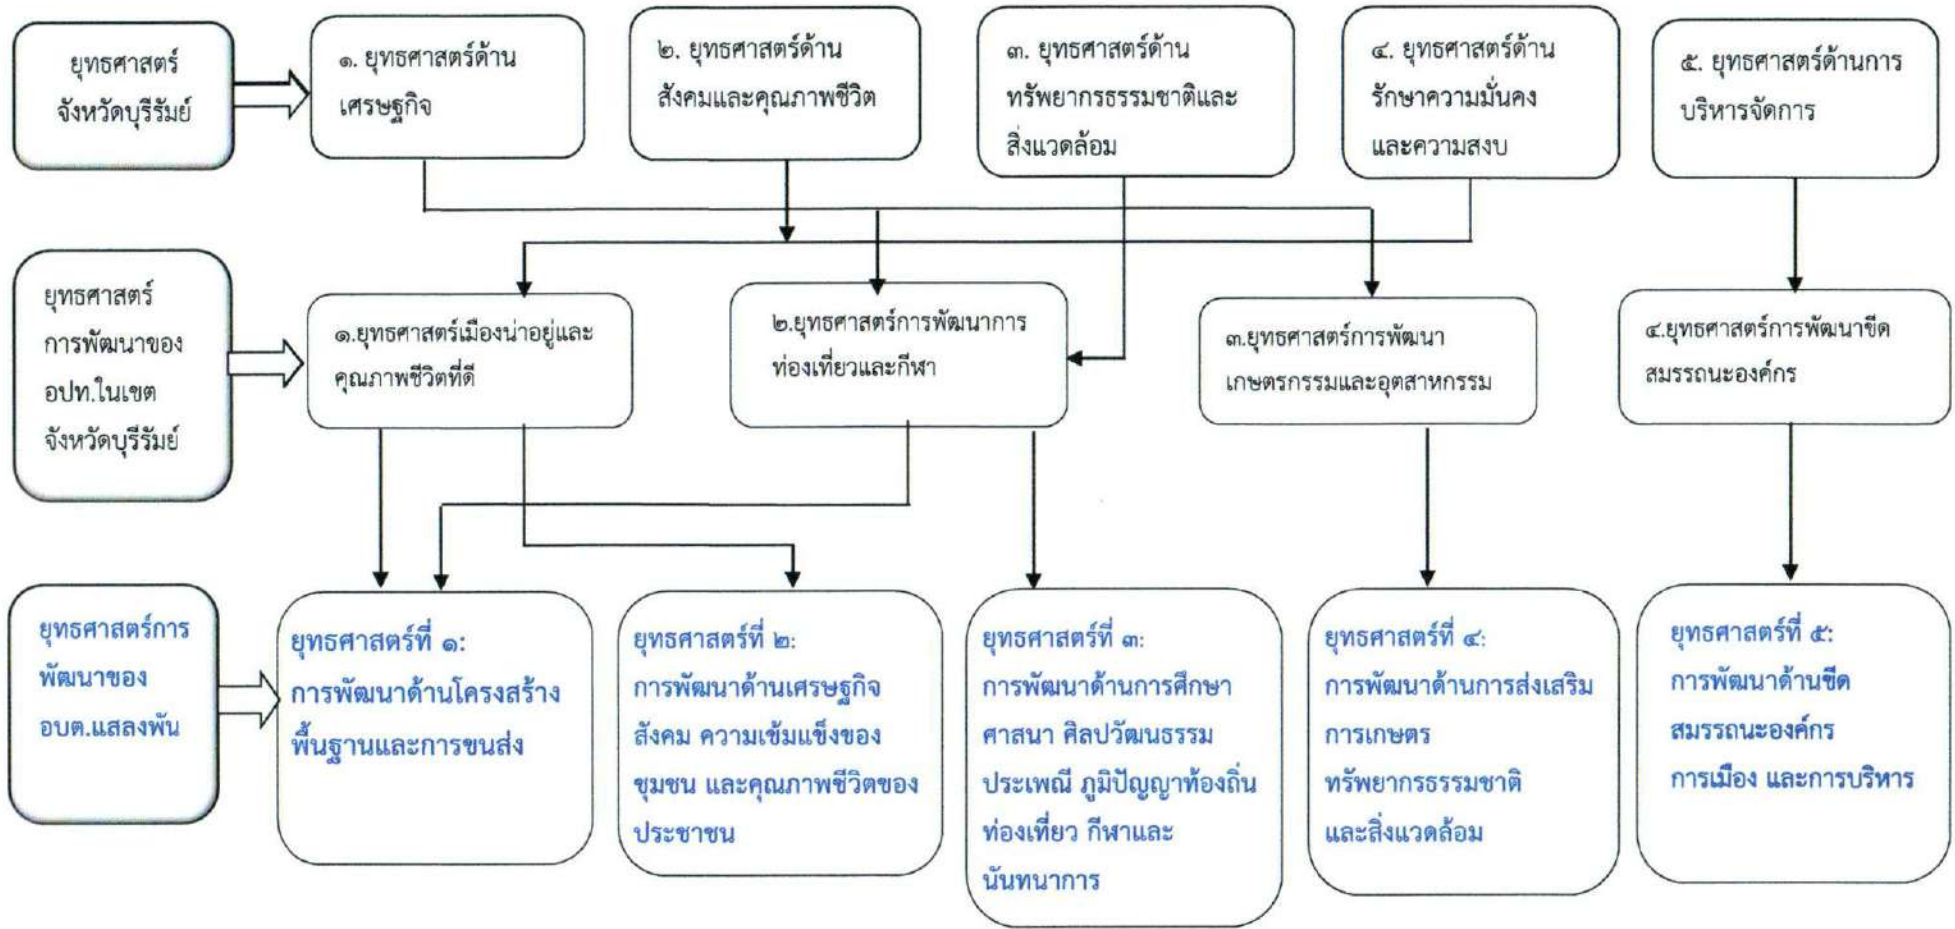 ยุทธศาสตร์
จังหวัดบุรีรัมย์
๑. ยุทธศาสตร์ด้าน
เศรษฐกิจ
๒. ยุทธศาสตร์ด้าน
สังคมและคุณภาพชีวิต
๓. ยุทธศาสตร์ด้าน
ทรัพยากรธรรมชาติและ
สิ่งแวดล้อม
๔. ยุทธศาสตร์ด้าน
รักษาความมั่นคง
และความสงบ
๕. ยุทธศาสตร์ด้านการ
บริหารจัดการ
ยุทธศาสตร์
การพัฒนาของ
อปท.ในเขต
จังหวัดบุรีรัมย์
๑.ยุทธศาสตร์เมืองน่าอยู่และ
คุณภาพชีวิตที่ดี
๒.ยุทธศาสตร์การพัฒนาการ
ท่องเที่ยวและกีฬา
๓.ยุทธศาสตร์การพัฒนา
เกษตรกรรมและอุตสาหกรรม
๔.ยุทธศาสตร์การพัฒนาขีด
สมรรถนะองค์กร
ยุทธศาสตร์การ
พัฒนาของ
อบต.แสลงพัน
ยุทธศาสตร์ที่ ๑:
การพัฒนาด้านโครงสร้าง
พื้นฐานและการขนส่ง
ยุทธศาสตร์ที่ ๒:
การพัฒนาด้านเศรษฐกิจ
สังคม ความเข้มแข็งของ
ชุมชน และคุณภาพชีวิตของ
ประชาชน
ยุทธศาสตร์ที่ ๓:
การพัฒนาด้านการศึกษา
ศาสนา ศิลปวัฒนธรรม
ประเพณี ภูมิปัญญาท้องถิ่น
ท่องเที่ยว กีฬาและ
นันทนาการ
ยุทธศาสตร์ที่ ๔:
การพัฒนาด้านการส่งเสริม
การเกษตร
ทรัพยากรธรรมชาติ
และสิ่งแวดล้อม
ยุทธศาสตร์ที่ ๕:
การพัฒนาด้านขีด
สมรรถนะองค์กร
การเมือง และการบริหาร